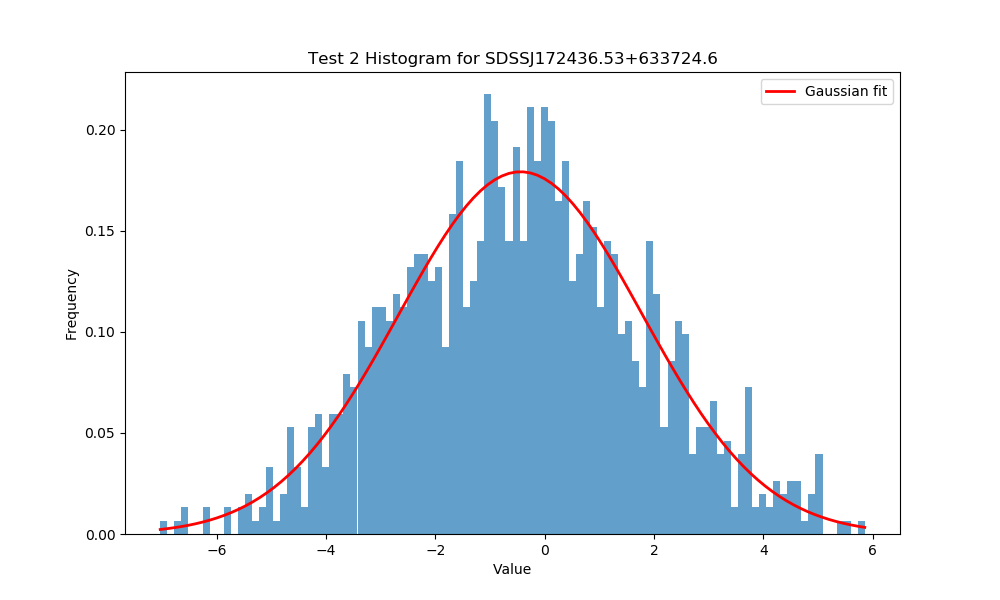 Test 2 Histogram for SDSSJ172436.53+633724.6
Gaussian fit
Frequency
0.20
0.15
0.10
0.05
0.00
−6 −4 −2 0 2 4 6
Value